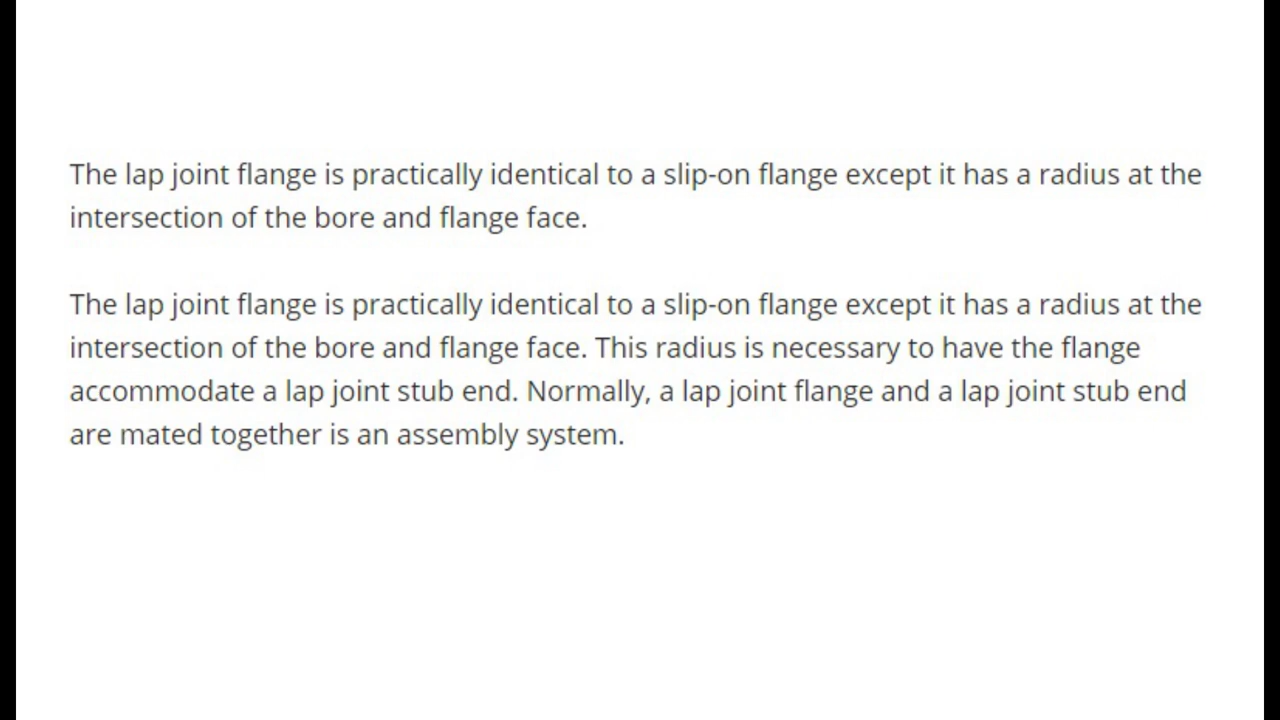 The lap joint flange is practically identical to a slip-on flange except it has a radius at the
intersection of the bore and flange face.
The lap joint flange is practically identical to a slip-on flange except it has a radius at the
intersection of the bore and flange face. This radius is necessary to have the flange
accommodate a lap joint stub end. Normally, a lap joint flange and a lap joint stub end
are mated together is an assembly system.